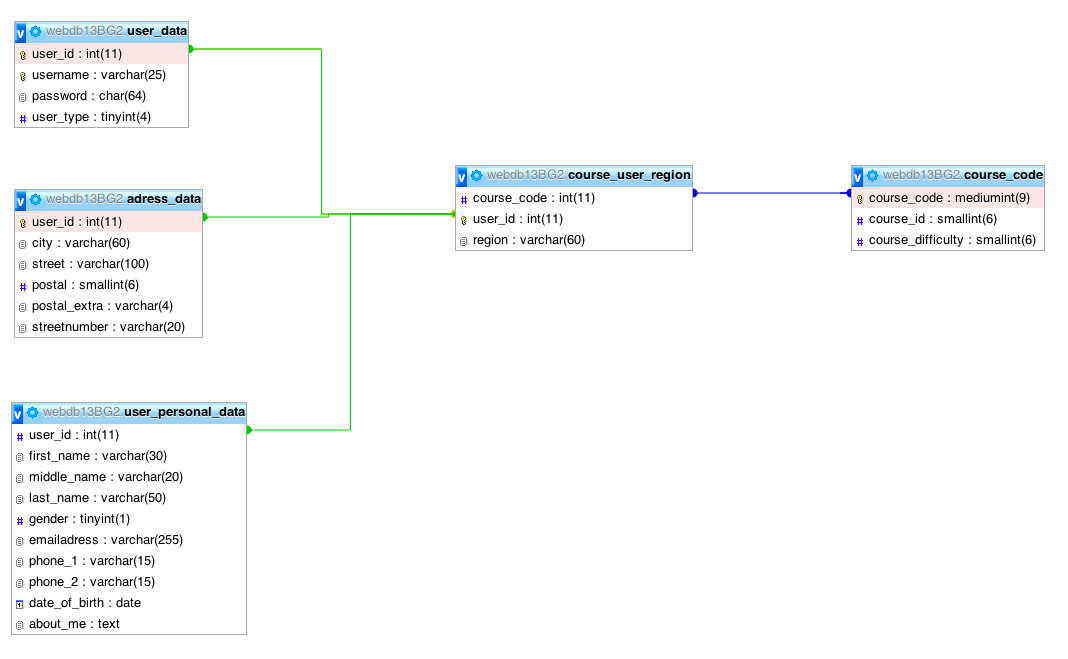 v webdb13BG2.user_data
user_id : int(11)
username : varchar(25)
password : char(64)
# user_type : tinyint(4)
v webdb13BG2.adress_data
user_id : int(11)
city : varchar(60)
street : varchar(100)
# postal : smallint(6)
postal_extra : varchar(4)
streetnumber : varchar(20)
v webdb13BG2.user_personal_data
# user_id : int(11)
first_name : varchar(30)
middle_name : varchar(20)
last_name : varchar(50)
# gender : tinyint(1)
emailadress : varchar(255)
phone_1 : varchar(15)
phone_2 : varchar(15)
date_of_birth : date
about_me : text
v webdb13BG2.course_user_region
# course_code : int(11)
user_id : int(11)
region : varchar(60)
v webdb13BG2.course_code
course_code : mediumint(9)
# course_id : smallint(6)
# course_difficulty : smallint(6)